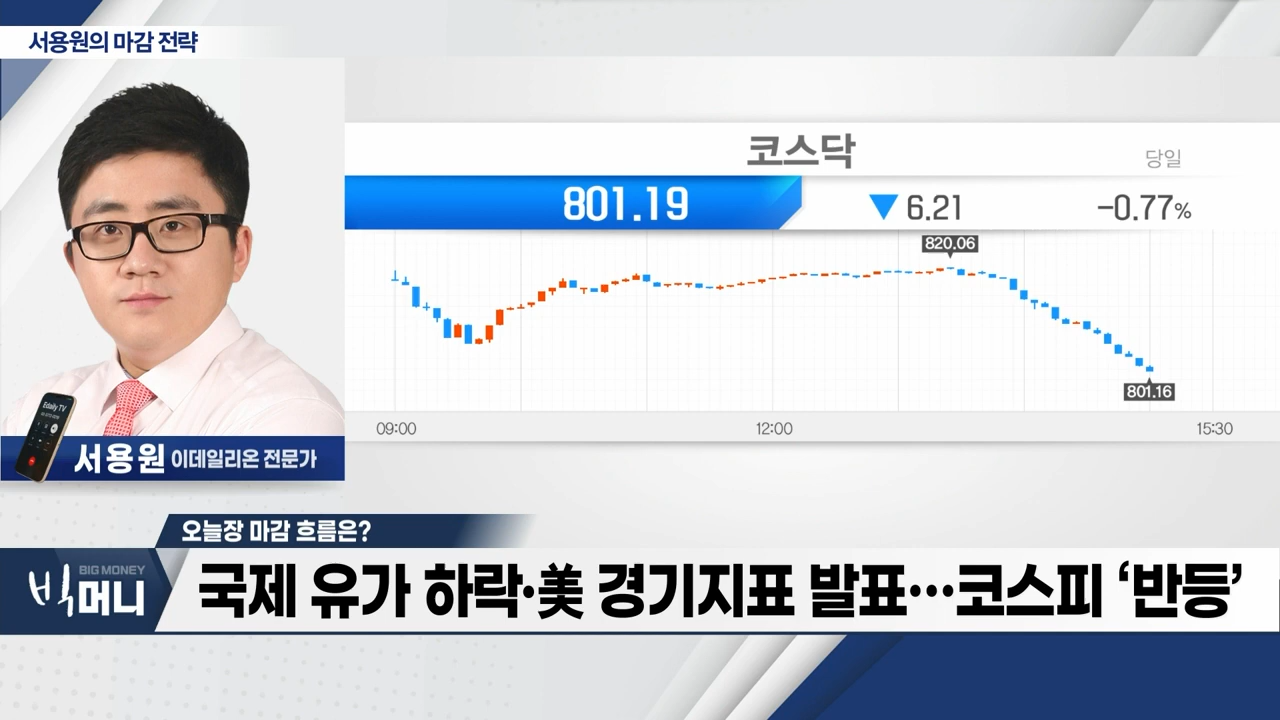 서용원의 마감 전략
코스닥
당일
801.19
▼ 6.21
-0.77%
820.06
801.16
09:00
12:00
15:30
Edaily TV
서용원 이데일리온 전문가
오늘장 마감 흐름은?
BIG MONEY
빅머니
국제 유가 하락·美 경기지표 발표…코스피 ‘반등’